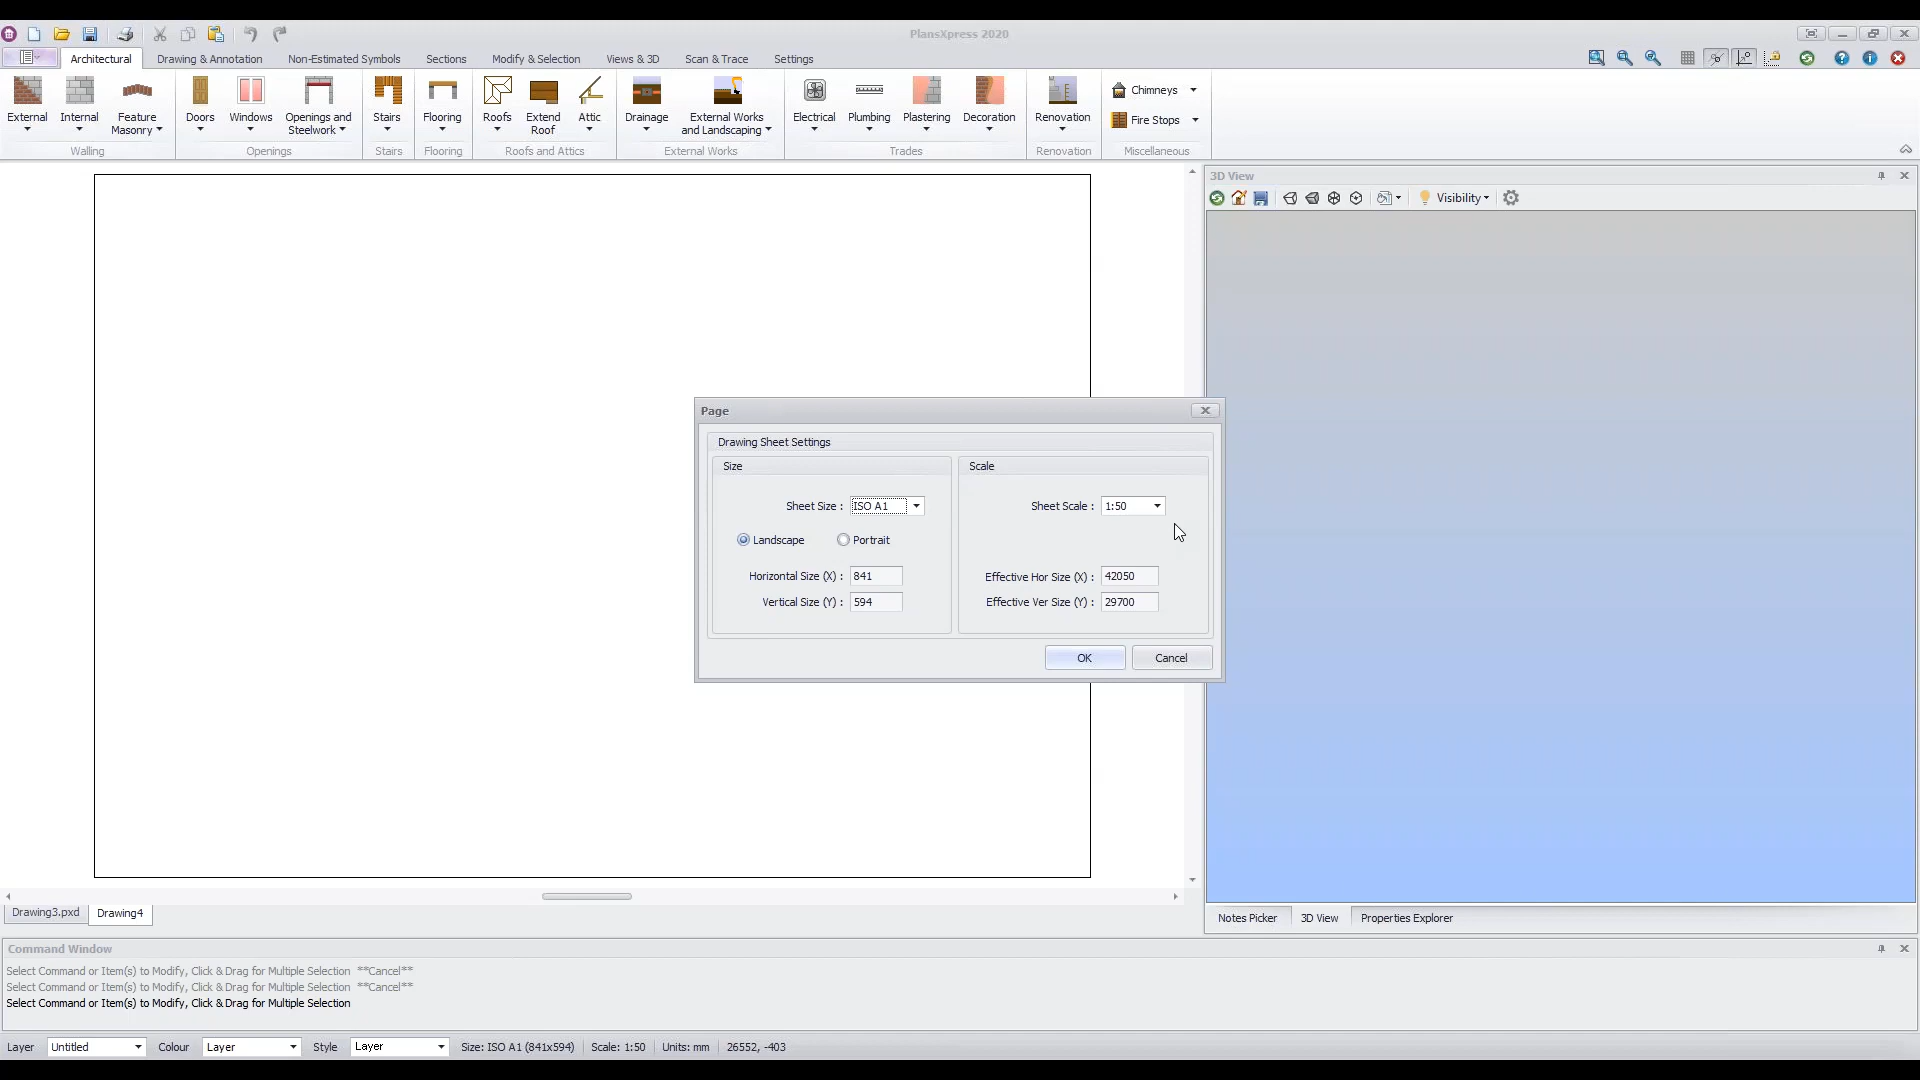 PlansXpress 2020
Architectural Drawing & Annotation Non-Estimated Symbols Sections Modify & Selection Views & 3D Scan & Trace Settings
External Internal Feature Masonry Doors Windows Openings and Steelwork Stairs Flooring Roofs Extend Roof Attic Drainage External Works and Landscaping Electrical Plumbing Plastering Decoration Renovation Chimneys
Fire Stops
Walling Openings Stairs Flooring Roofs and Attics External Works Trades Renovation Miscellaneous
3D View
Visibility
Page
Drawing Sheet Settings
Size Scale
Sheet Size : ISO A1 Sheet Scale : 1:50
Landscape Portrait
Horizontal Size (X) : 841 Effective Hor Size (X) : 42050
Vertical Size (Y) : 594 Effective Ver Size (Y) : 29700
OK Cancel
Drawing3.pxd Drawing4
Notes Picker 3D View Properties Explorer
Command Window
Select Command or Item(s) to Modify, Click & Drag for Multiple Selection **Cancel**
Select Command or Item(s) to Modify, Click & Drag for Multiple Selection **Cancel**
Select Command or Item(s) to Modify, Click & Drag for Multiple Selection
Layer Untitled Colour Layer Style Layer Size: ISO A1 (841x594) Scale: 1:50 Units: mm 26552, -403